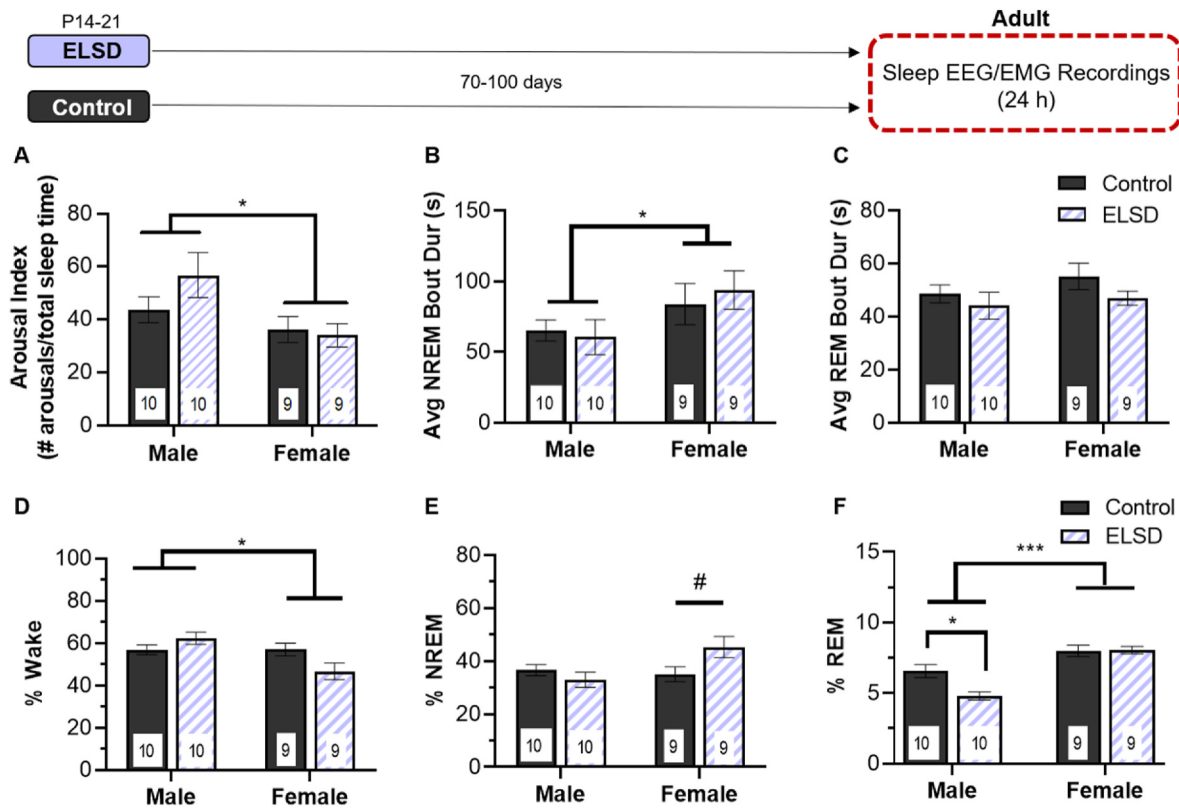 P14-21
ELSD
Control
70-100 days
Adult
Sleep EEG/EMG Recordings
(24 h)
A
Arousal Index
(# arousals/total sleep time)
80
60
40
20
0
*
10
10
9
9
Male
Female
B
Avg NREM Bout Dur (s)
150
100
50
0
*
10
10
9
9
Male
Female
C
Avg REM Bout Dur (s)
80
60
40
20
0
Control
ELSD
10
10
9
9
Male
Female
D
% Wake
100
80
60
40
20
0
*
10
10
9
9
Male
Female
E
% NREM
80
60
40
20
0
#
10
10
9
9
Male
Female
F
Control
ELSD
% REM
15
10
5
0
***
*
10
10
9
9
Male
Female